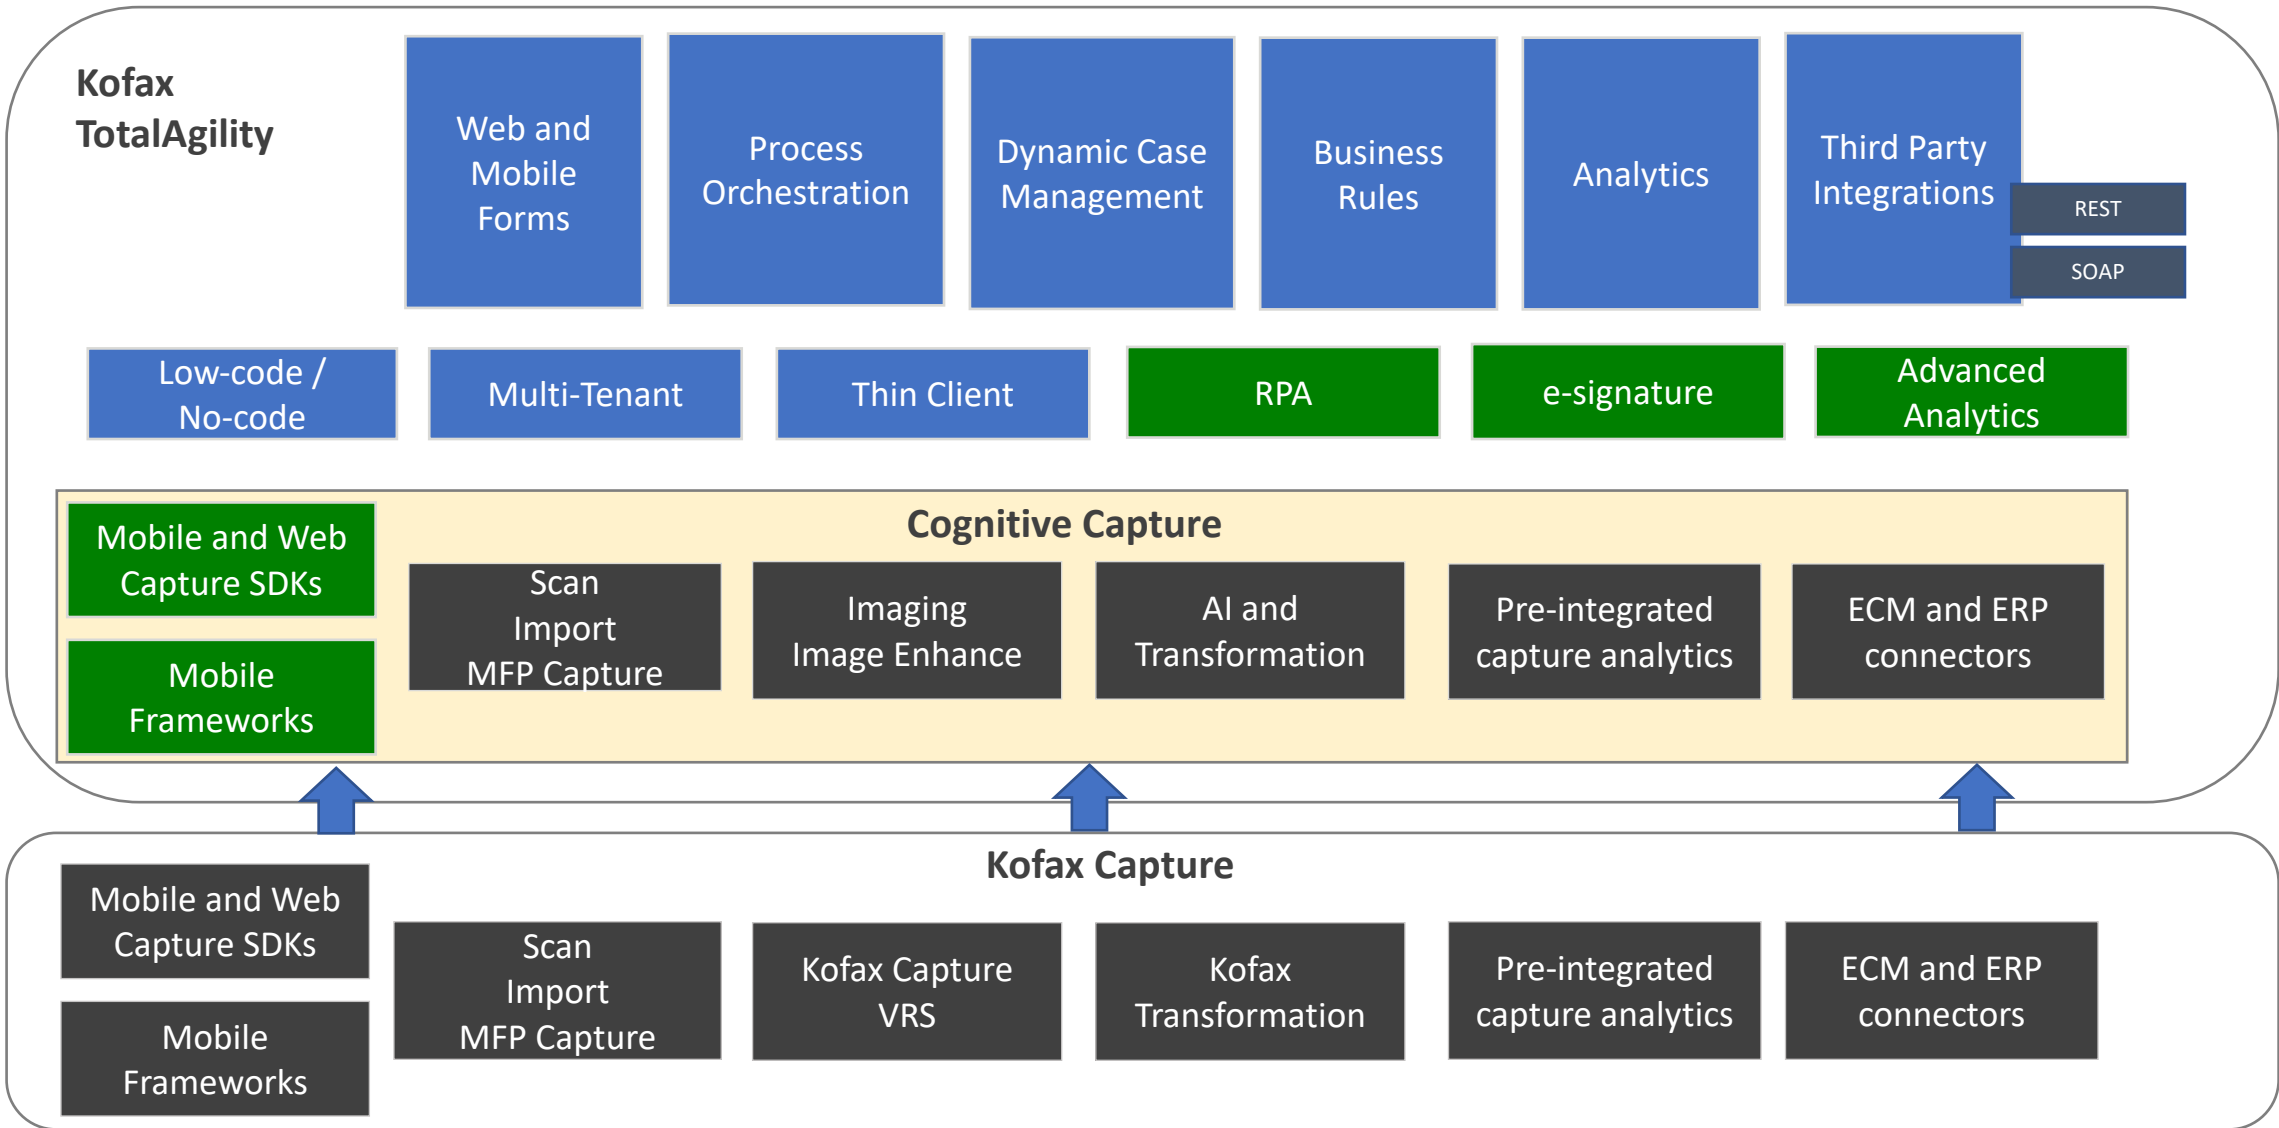 Kofax
TotalAgility
Web and
Mobile
Forms
Process
Orchestration
Dynamic Case
Management
Business
Rules
Analytics
Third Party
Integrations
REST
SOAP
Low-code /
No-code
Multi-Tenant
Thin Client
RPA
e-signature
Advanced
Analytics
Cognitive Capture
Mobile and Web
Capture SDKs
Mobile
Frameworks
Scan
Import
MFP Capture
Imaging
Image Enhance
AI and
Transformation
Pre-integrated
capture analytics
ECM and ERP
connectors
Kofax Capture
Mobile and Web
Capture SDKs
Mobile
Frameworks
Scan
Import
MFP Capture
Kofax Capture
VRS
Kofax
Transformation
Pre-integrated
capture analytics
ECM and ERP
connectors